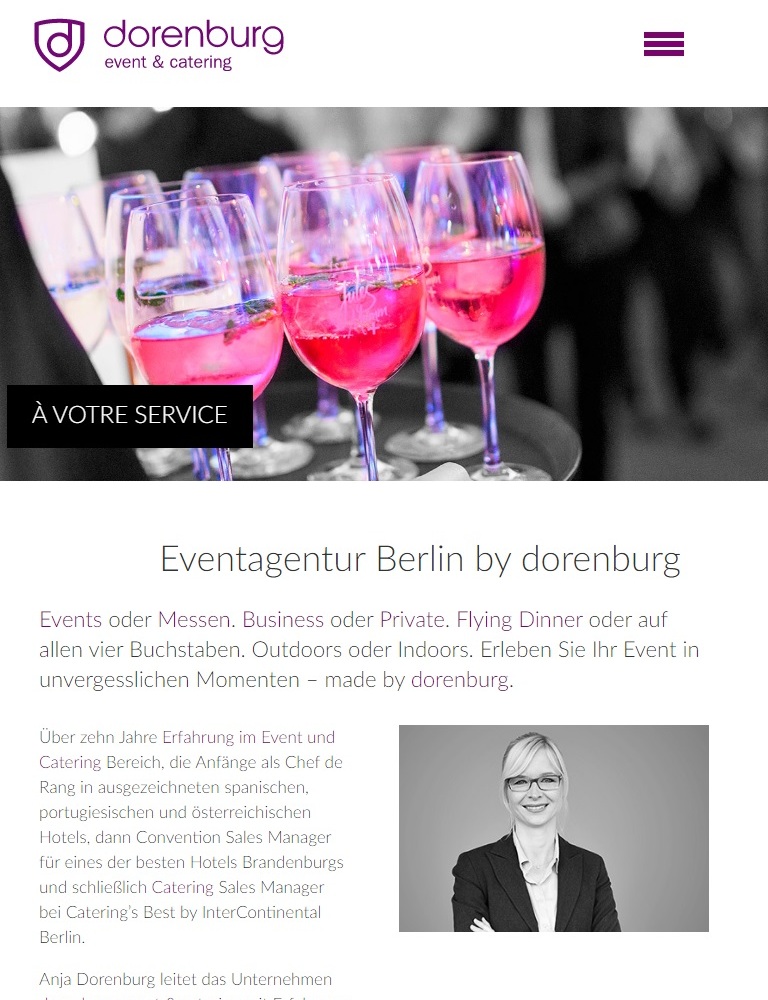 dorenburg
event & catering
À VOTRE SERVICE
Eventagentur Berlin by dorenburg
Events oder Messen. Business oder Private. Flying Dinner oder auf
allen vier Buchstaben. Outdoors oder Indoors. Erleben Sie Ihr Event in
unvergesslichen Momenten – made by dorenburg.
Über zehn Jahre Erfahrung im Event und
Catering Bereich, die Anfänge als Chef de
Rang in ausgezeichneten spanischen,
portugiesischen und österreichischen
Hotels, dann Convention Sales Manager
für eines der besten Hotels Brandenburgs
und schließlich Catering Sales Manager
bei Catering’s Best by InterContinental
Berlin.
Anja Dorenburg leitet das Unternehmen